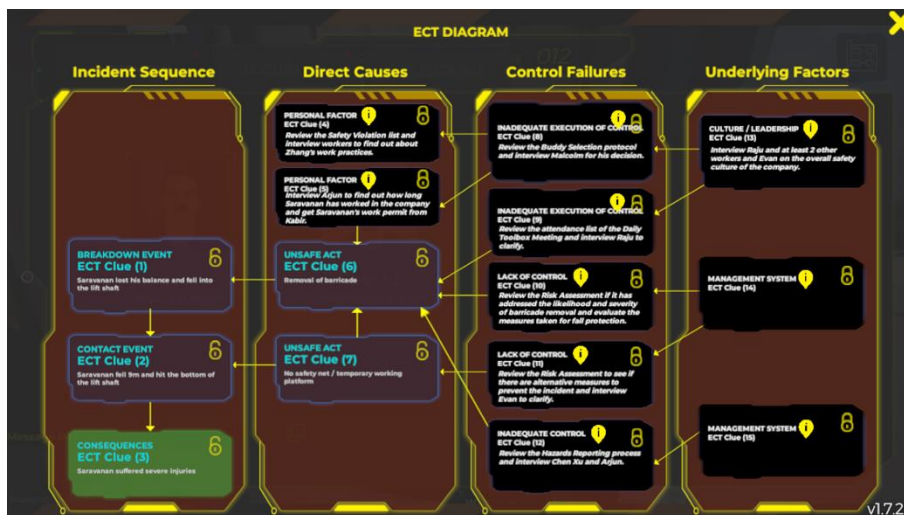 ECT DIAGRAM
Incident Sequence
Direct Causes
Control Failures
Underlying Factors
BREAKDOWN EVENT
ECT Clue (1)
Saravanan lost his balance and fell into
the lift shaft
CONTACT EVENT
ECT Clue (2)
Saravanan fell 9m and hit the bottom of
the lift shaft
CONSEQUENCES
ECT Clue (3)
Saravanan suffered severe injuries
PERSONAL FACTOR
ECT Clue (4)
Review the Safety Violation list and
interview workers to find out about
Zhang's work practices.
PERSONAL FACTOR
ECT Clue (5)
Interview Arjun to find out how long
Saravanan has worked in the company
and get Saravanan's work permit from
Kabir.
UNSAFE ACT
ECT Clue (6)
Removal of barricade
UNSAFE ACT
ECT Clue (7)
No safety net / temporary working
platform
INADEQUATE EXECUTION OF CONTROL
ECT Clue (8)
Review the Buddy Selection protocol
and interview Malcolm for his decision.
INADEQUATE EXECUTION OF CONTROL
ECT Clue (9)
Review the attendance list of the Daily
Toolbox Meeting and interview Raju to
clarify.
LACK OF CONTROL
ECT Clue (10)
Review the Risk Assessment if it has
addressed the likelihood and severity
of barricade removal and evaluate the
measures taken for fall protection.
LACK OF CONTROL
ECT Clue (11)
Review the Risk Assessment to see if
there are alternative measures to
prevent the incident and interview
Evan to clarify.
INADEQUATE CONTROL
ECT Clue (12)
Review the Hazards Reporting process
and interview Chen Xu and Arjun.
CULTURE / LEADERSHIP
ECT Clue (13)
Interview Raju and at least 2 other
workers and Evan on the overall safety
culture of the company.
MANAGEMENT SYSTEM
ECT Clue (14)
MANAGEMENT SYSTEM
ECT Clue (15)
v1.7.2